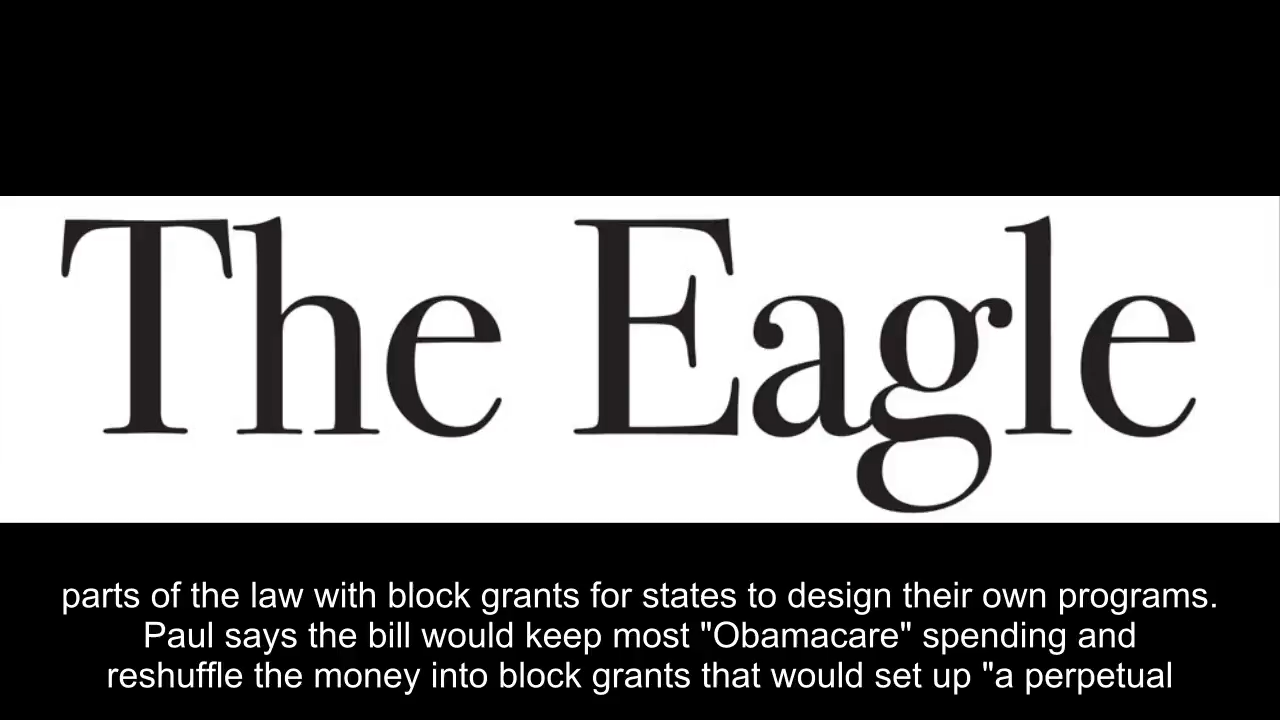 The Eagle
parts of the law with block grants for states to design their own programs.
Paul says the bill would keep most "Obamacare" spending and
reshuffle the money into block grants that would set up "a perpetual